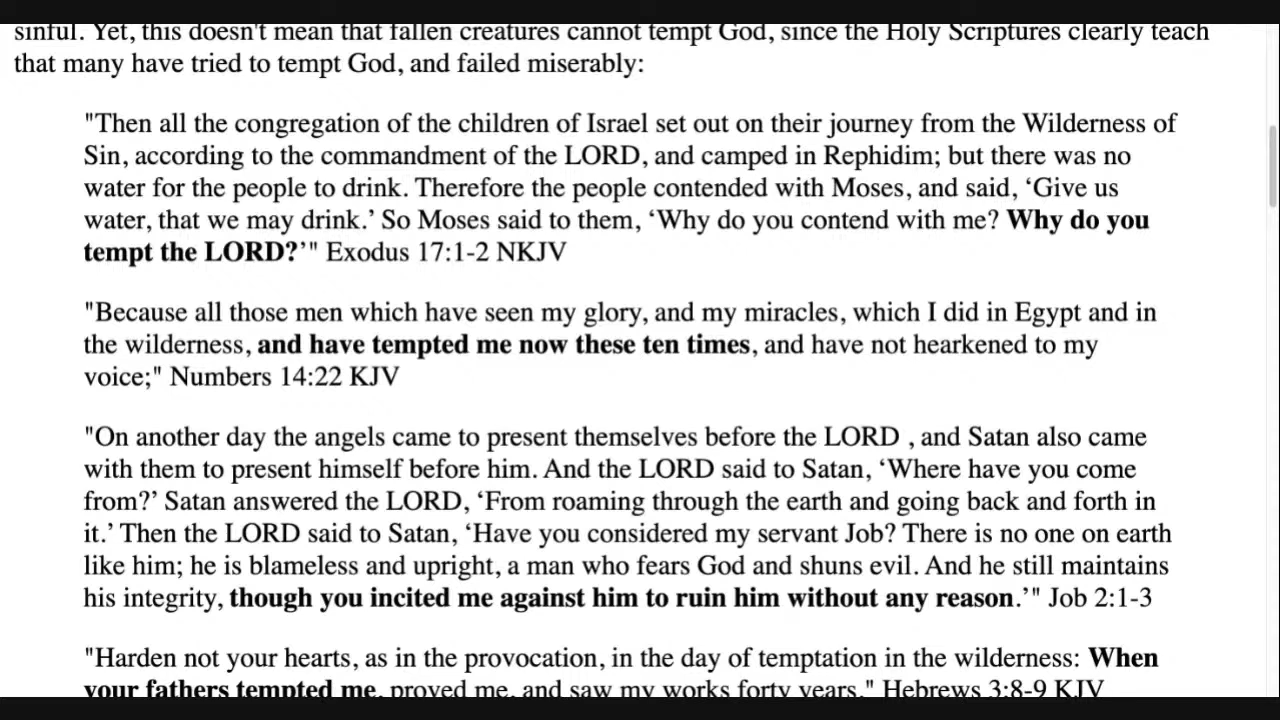 sinful. Yet, this doesn't mean that fallen creatures cannot tempt God, since the Holy Scriptures clearly teach
that many have tried to tempt God, and failed miserably:
"Then all the congregation of the children of Israel set out on their journey from the Wilderness of
Sin, according to the commandment of the LORD, and camped in Rephidim; but there was no
water for the people to drink. Therefore the people contended with Moses, and said, ‘Give us
water, that we may drink.’ So Moses said to them, ‘Why do you contend with me? Why do you
tempt the LORD?’" Exodus 17:1-2 NKJV
"Because all those men which have seen my glory, and my miracles, which I did in Egypt and in
the wilderness, and have tempted me now these ten times, and have not hearkened to my
voice;" Numbers 14:22 KJV
"On another day the angels came to present themselves before the LORD , and Satan also came
with them to present himself before him. And the LORD said to Satan, ‘Where have you come
from?’ Satan answered the LORD, ‘From roaming through the earth and going back and forth in
it.’ Then the LORD said to Satan, ‘Have you considered my servant Job? There is no one on earth
like him; he is blameless and upright, a man who fears God and shuns evil. And he still maintains
his integrity, though you incited me against him to ruin him without any reason.’" Job 2:1-3
"Harden not your hearts, as in the provocation, in the day of temptation in the wilderness: When
your fathers tempted me, proved me, and saw my works forty years." Hebrews 3:8-9 KJV